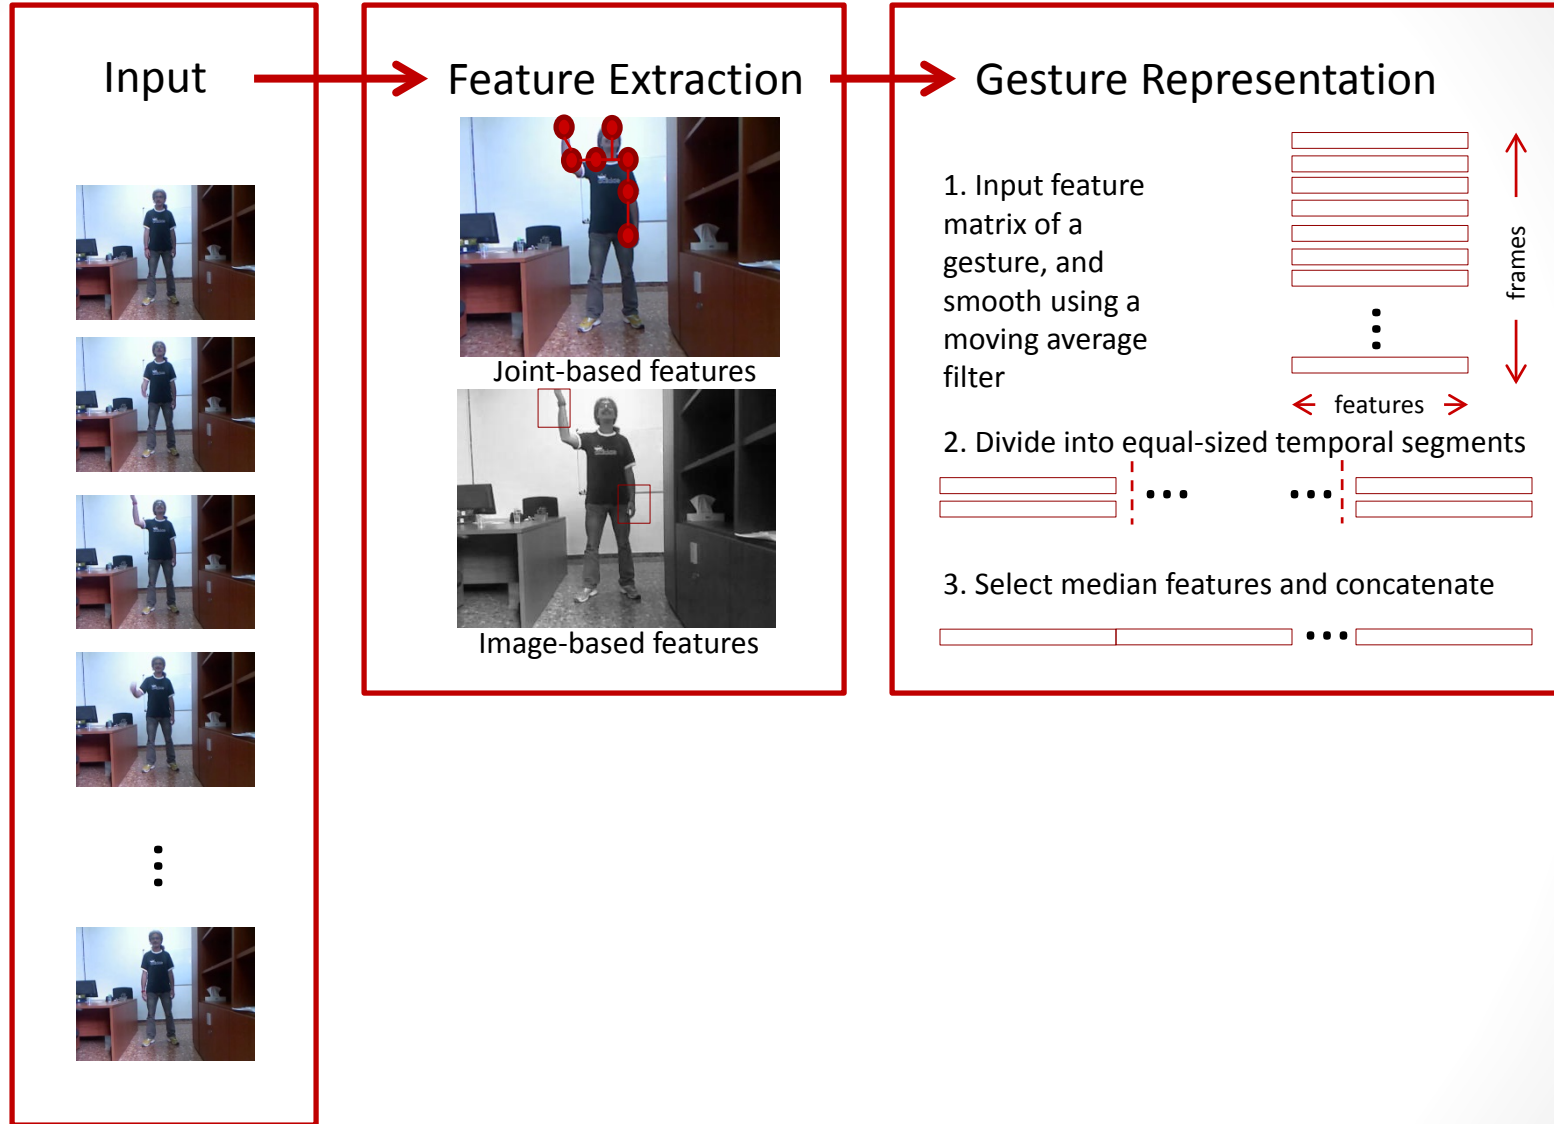 Input
Feature Extraction
Joint-based features
Image-based features
Gesture Representation
1. Input feature
matrix of a
gesture, and
smooth using a
moving average
filter
frames
features
2. Divide into equal-sized temporal segments
3. Select median features and concatenate